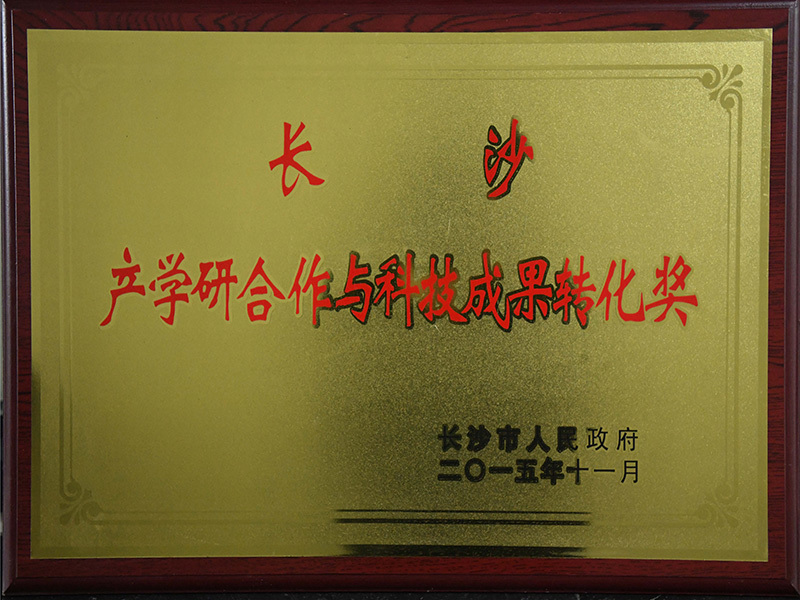 长沙
产学研合作与科技成果转化奖
长沙市人民政府
二〇一五年十一月